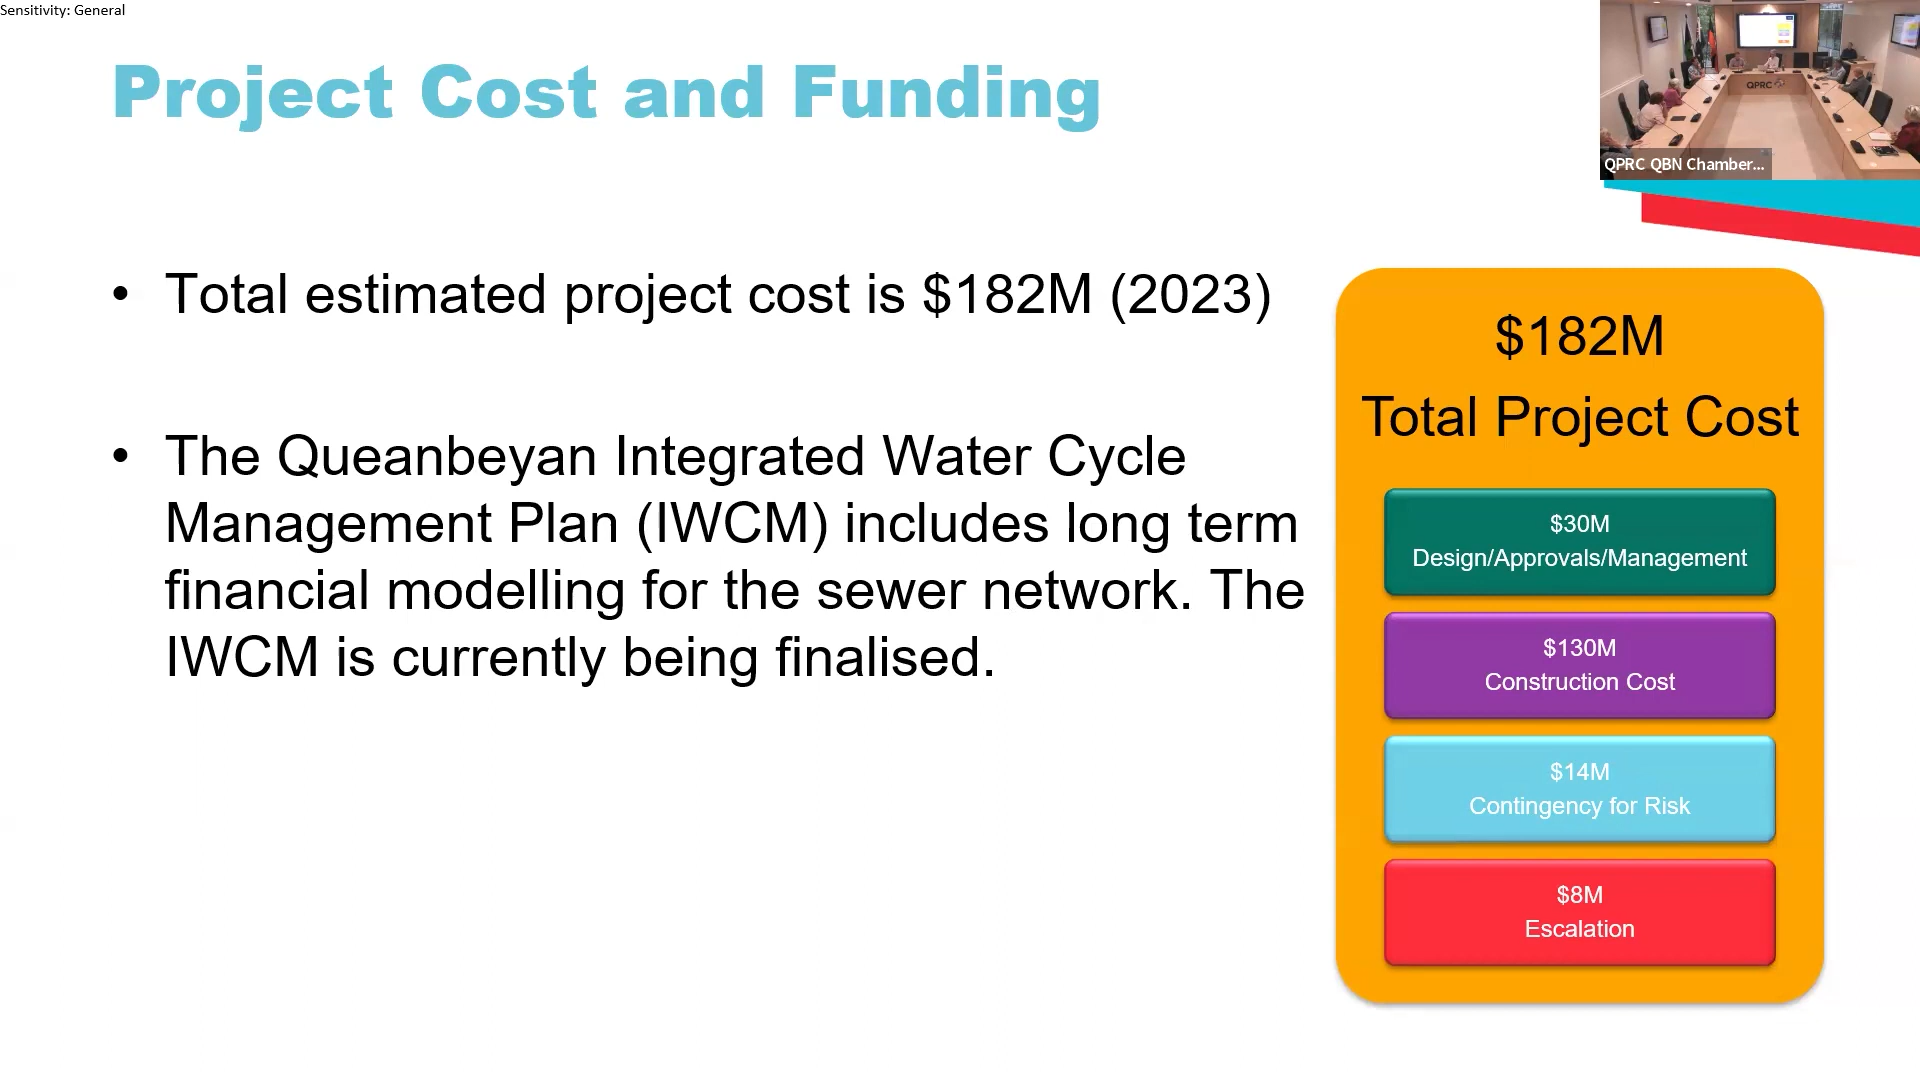 Sensitivity: General
Project Cost and Funding
QPRC
QPRC QBN Chamber...
• Total estimated project cost is $182M (2023)
• The Queanbeyan Integrated Water Cycle
Management Plan (IWCM) includes long term
financial modelling for the sewer network. The
IWCM is currently being finalised.
$182M
Total Project Cost
$30M
Design/Approvals/Management
$130M
Construction Cost
$14M
Contingency for Risk
$8M
Escalation